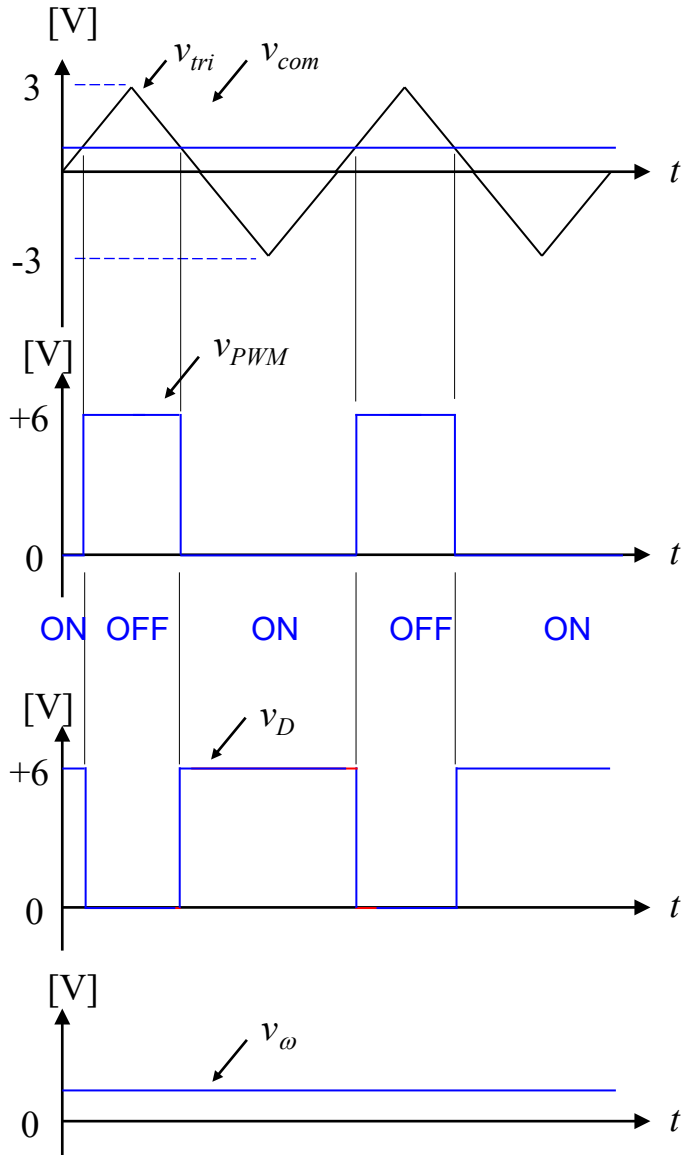 [V]
v_tri v_com
3
t
-3
[V]
v_PWM
+6
0
t
ON OFF ON OFF ON
[V]
v_D
+6
0
t
[V]
v_ω
0
t